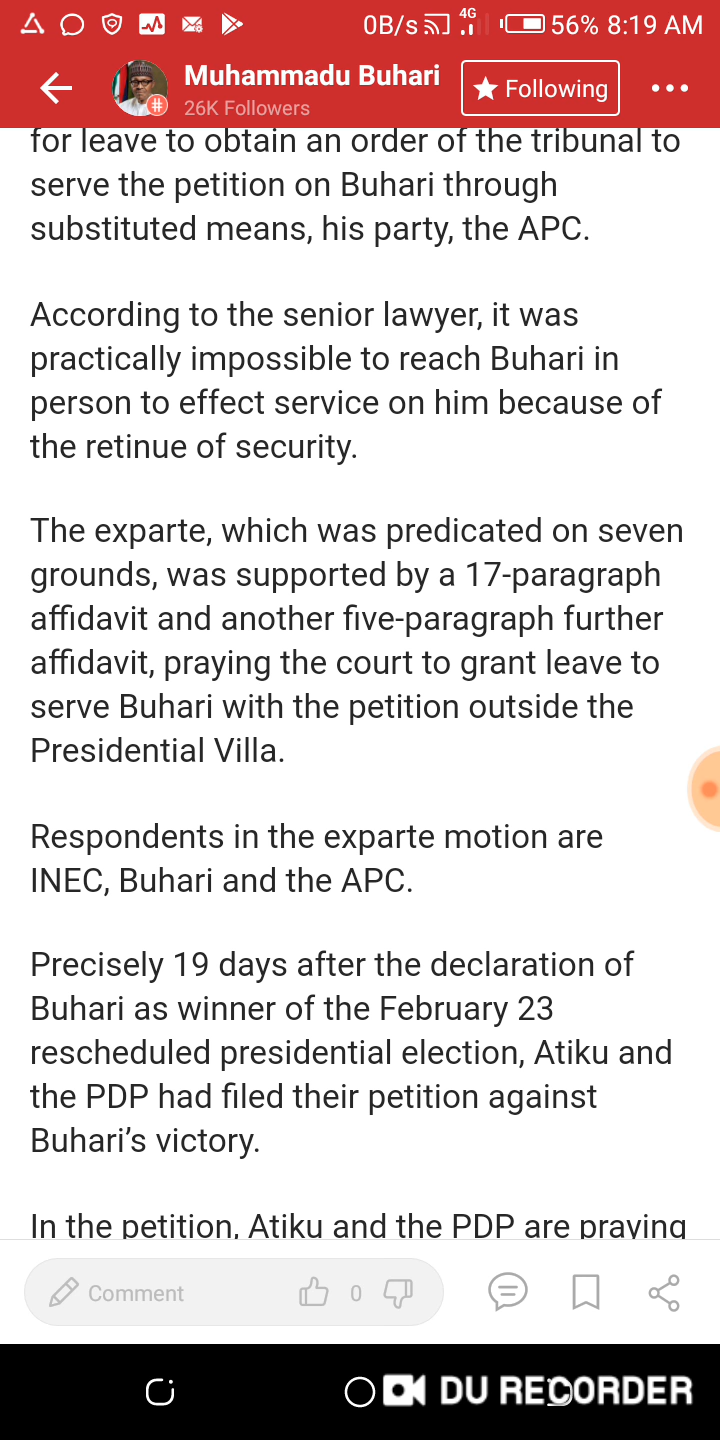 0B/s 4G 56% 8:19 AM
Muhammadu Buhari
26K Followers
Following
for leave to obtain an order of the tribunal to
serve the petition on Buhari through
substituted means, his party, the APC.
According to the senior lawyer, it was
practically impossible to reach Buhari in
person to effect service on him because of
the retinue of security.
The exparte, which was predicated on seven
grounds, was supported by a 17-paragraph
affidavit and another five-paragraph further
affidavit, praying the court to grant leave to
serve Buhari with the petition outside the
Presidential Villa.
Respondents in the exparte motion are
INEC, Buhari and the APC.
Precisely 19 days after the declaration of
Buhari as winner of the February 23
rescheduled presidential election, Atiku and
the PDP had filed their petition against
Buhari’s victory.
In the petition, Atiku and the PDP are praying
Comment 0
DU RECORDER